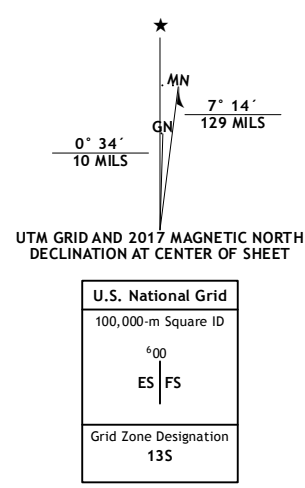 ★
MN
7° 14´
129 MILS
GN
0° 34´
10 MILS
UTM GRID AND 2017 MAGNETIC NORTH
DECLINATION AT CENTER OF SHEET
U.S. National Grid
100,000-m Square ID
⁶00
ES FS
Grid Zone Designation
13S